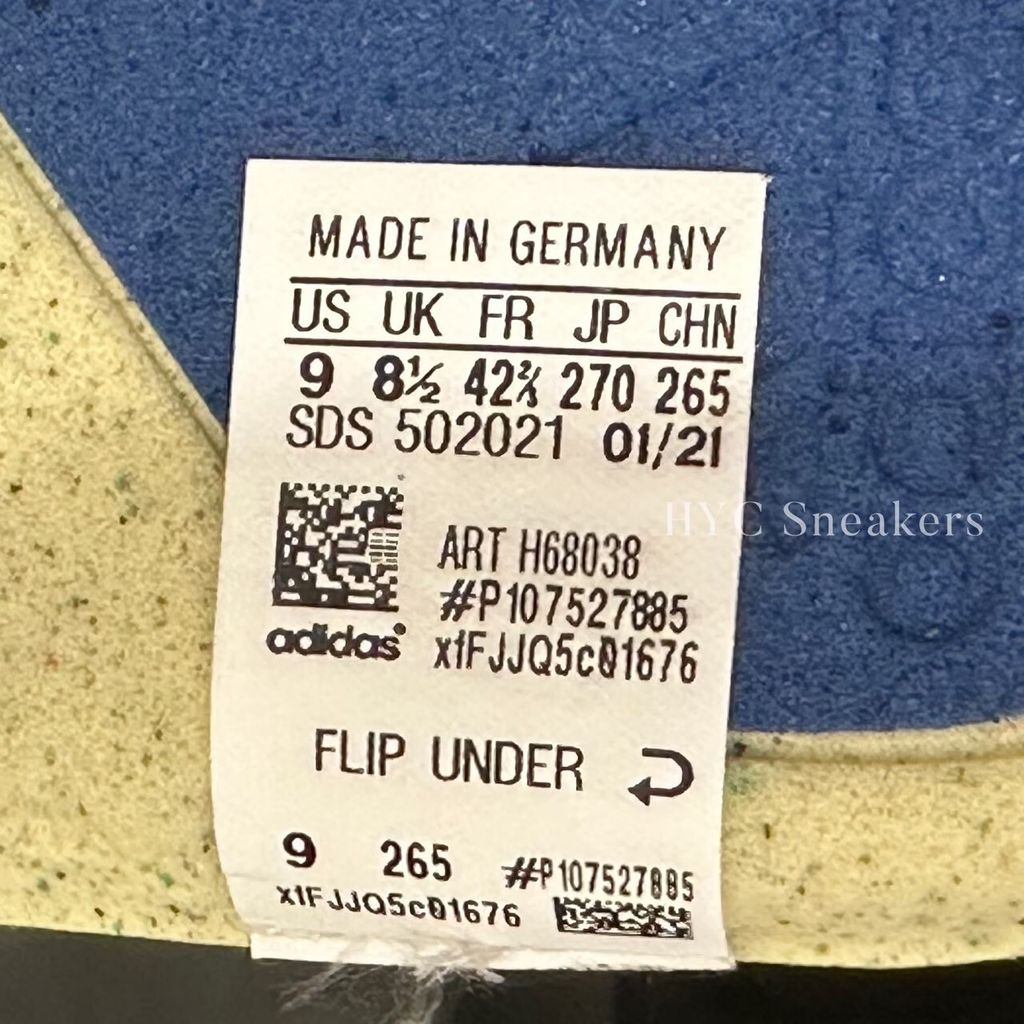 MADE IN GERMANY
US UK FR JP CHN
9 8½ 42⅔ 270 265
SDS 502021 01/21
HYC Sneakers
ART H68038
#P107527885
adidas®
x1FJJQ5c01676
FLIP UNDER
9 265 #P107527885
x1FJJQ5c01676